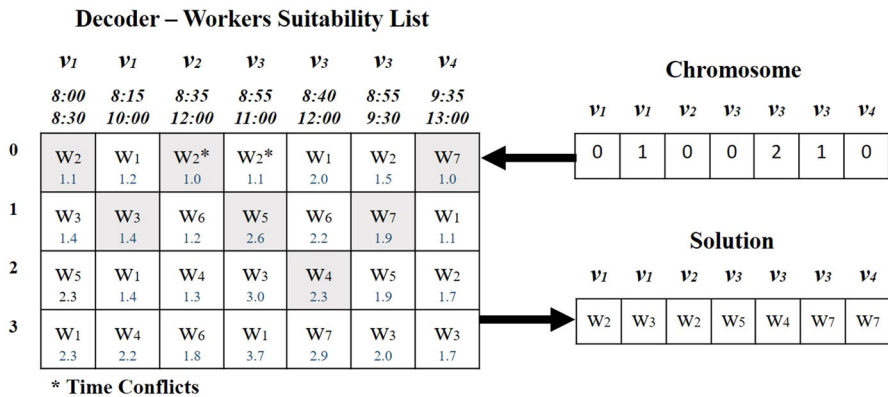 Decoder – Workers Suitability List
v1 v1 v2 v3 v3 v3 v4
8:00 8:15 8:35 8:55 8:40 8:55 9:35
8:30 10:00 12:00 11:00 12:00 9:30 13:00
0 W2 W1 W2* W2* W1 W2 W7
1.1 1.2 1.0 1.1 2.0 1.5 1.0
1 W3 W3 W6 W5 W6 W7 W1
1.4 1.4 1.2 2.6 2.2 1.9 1.1
2 W5 W1 W4 W3 W4 W5 W2
2.3 1.4 1.3 3.0 2.3 1.9 1.7
3 W1 W4 W6 W1 W7 W3 W3
2.3 2.2 1.8 3.7 2.9 2.0 1.7
* Time Conflicts
Chromosome
v1 v1 v2 v3 v3 v3 v4
0 1 0 0 2 1 0
Solution
v1 v1 v2 v3 v3 v3 v4
W2 W3 W2 W5 W4 W7 W7